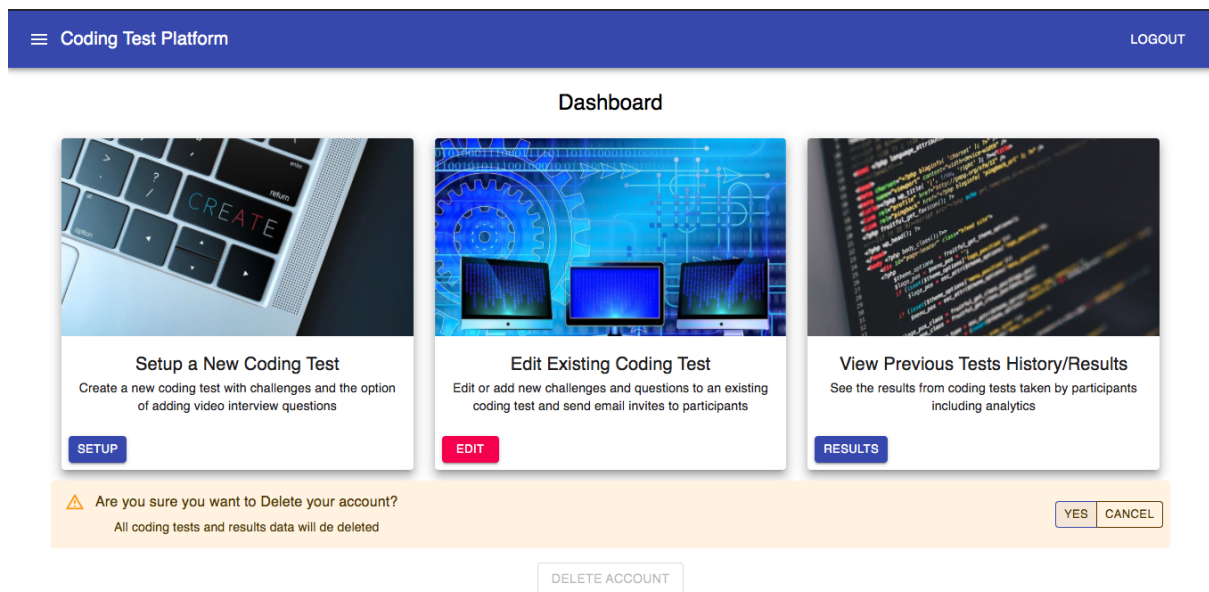 Coding Test Platform
LOGOUT
Dashboard
enter
return
CREATE
option
Setup a New Coding Test
Create a new coding test with challenges and the option
of adding video interview questions
SETUP
Edit Existing Coding Test
Edit or add new challenges and questions to an existing
coding test and send email invites to participants
EDIT
View Previous Tests History/Results
See the results from coding tests taken by participants
including analytics
RESULTS
Are you sure you want to Delete your account?
All coding tests and results data will de deleted
YES
CANCEL
DELETE ACCOUNT